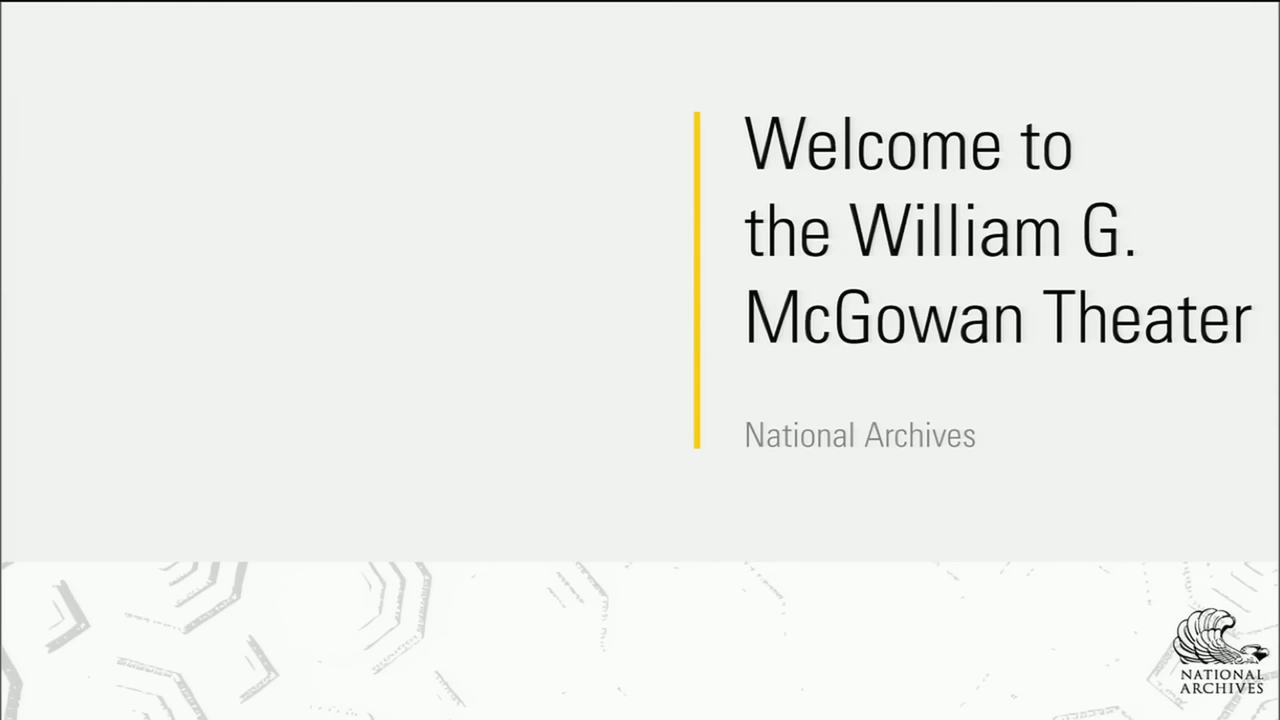 Welcome to
the William G.
McGowan Theater
National Archives
NATIONAL
ARCHIVES